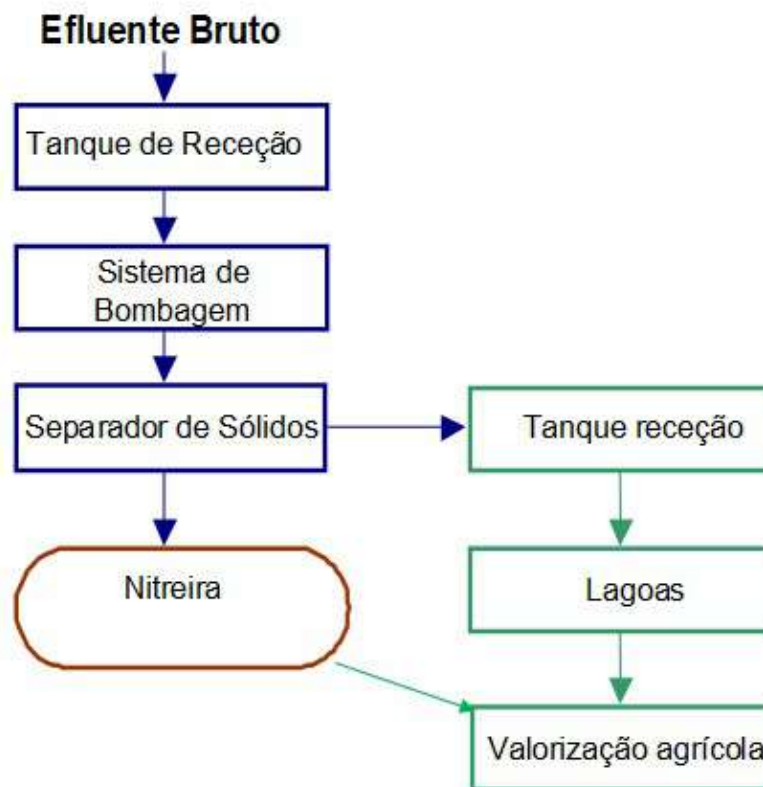 Efluente Bruto
Tanque de Receção
Sistema de
Bombagem
Separador de Sólidos
Tanque receção
Nitreira
Lagoas
Valorização agrícola